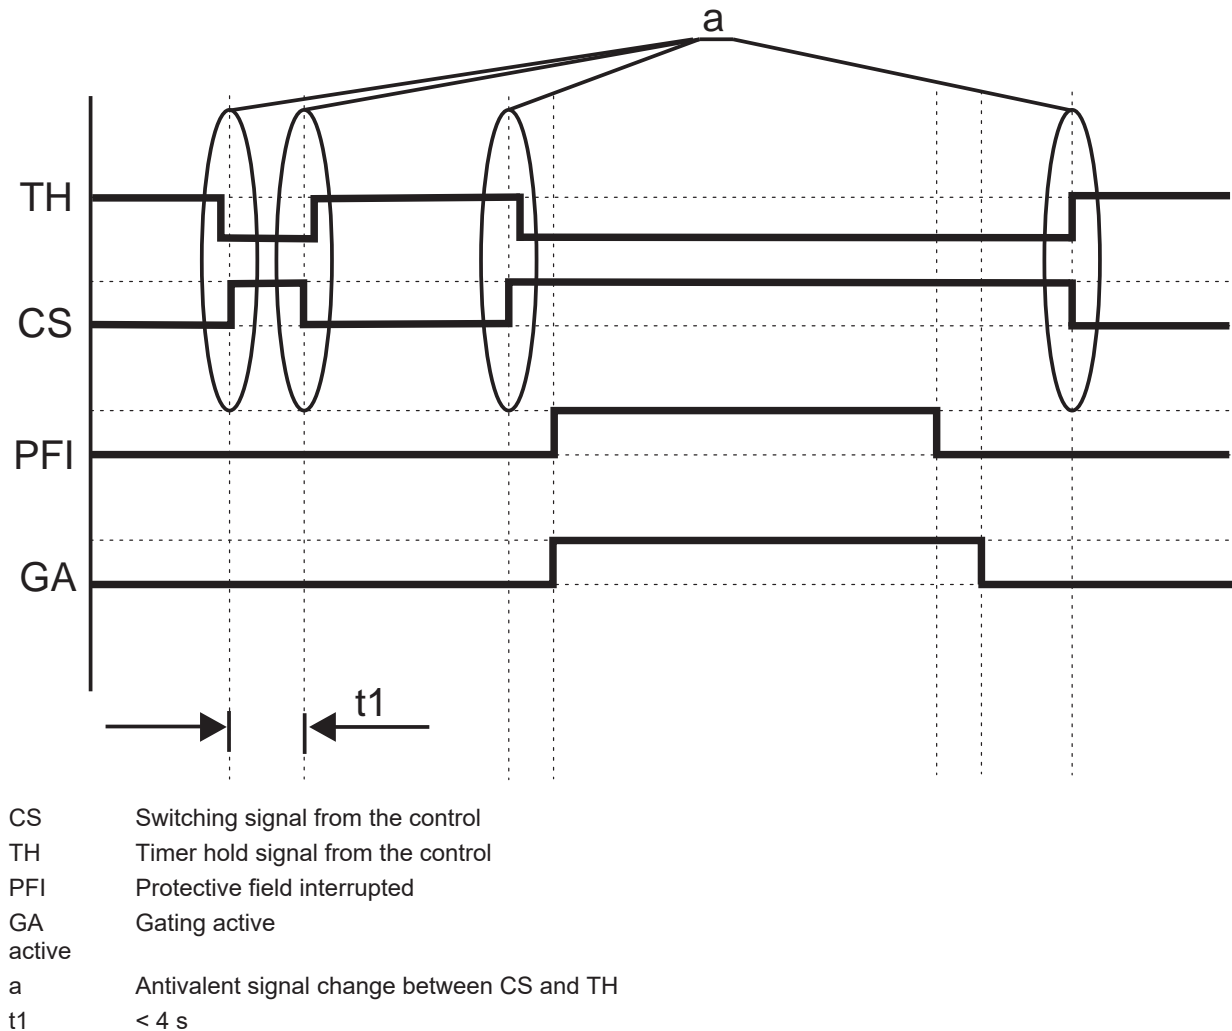 a
TH
CS
PFI
GA
t1
CS Switching signal from the control
TH Timer hold signal from the control
PFI Protective field interrupted
GA active Gating active
a Antivalent signal change between CS and TH
t1 < 4 s